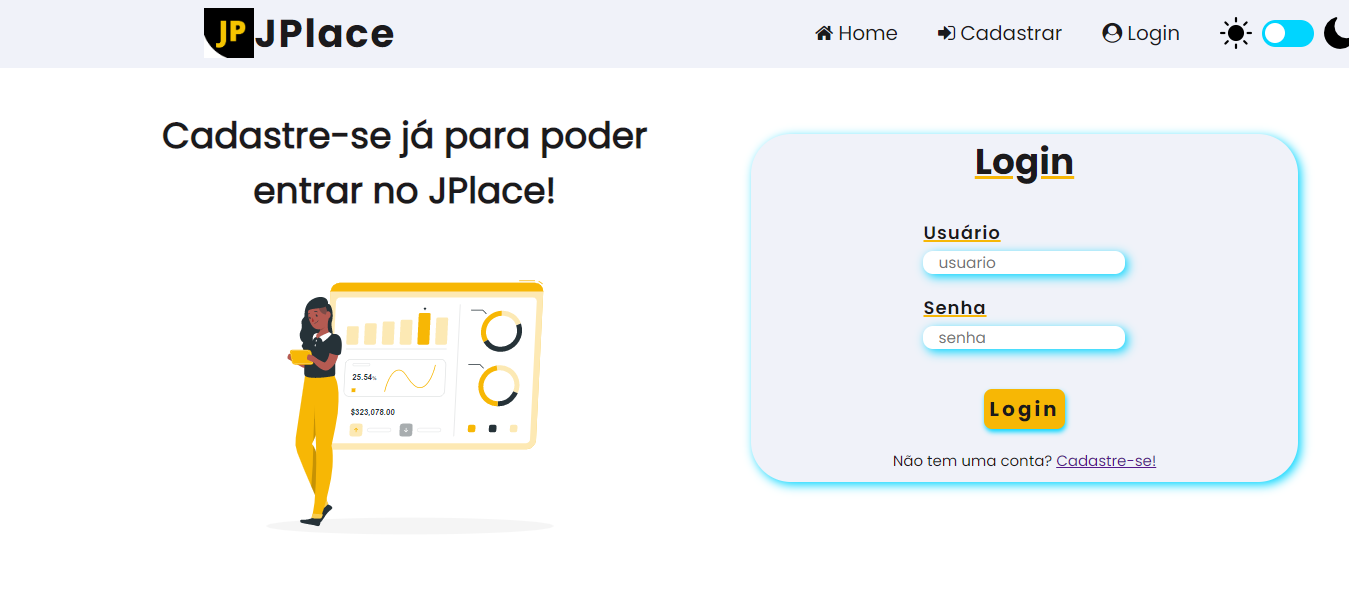 JP JPlace
Home Cadastrar Login
Cadastre-se já para poder
entrar no JPlace!
25.54%
$323,078.00
Login
Usuário
usuario
Senha
senha
Login
Não tem uma conta? Cadastre-se!